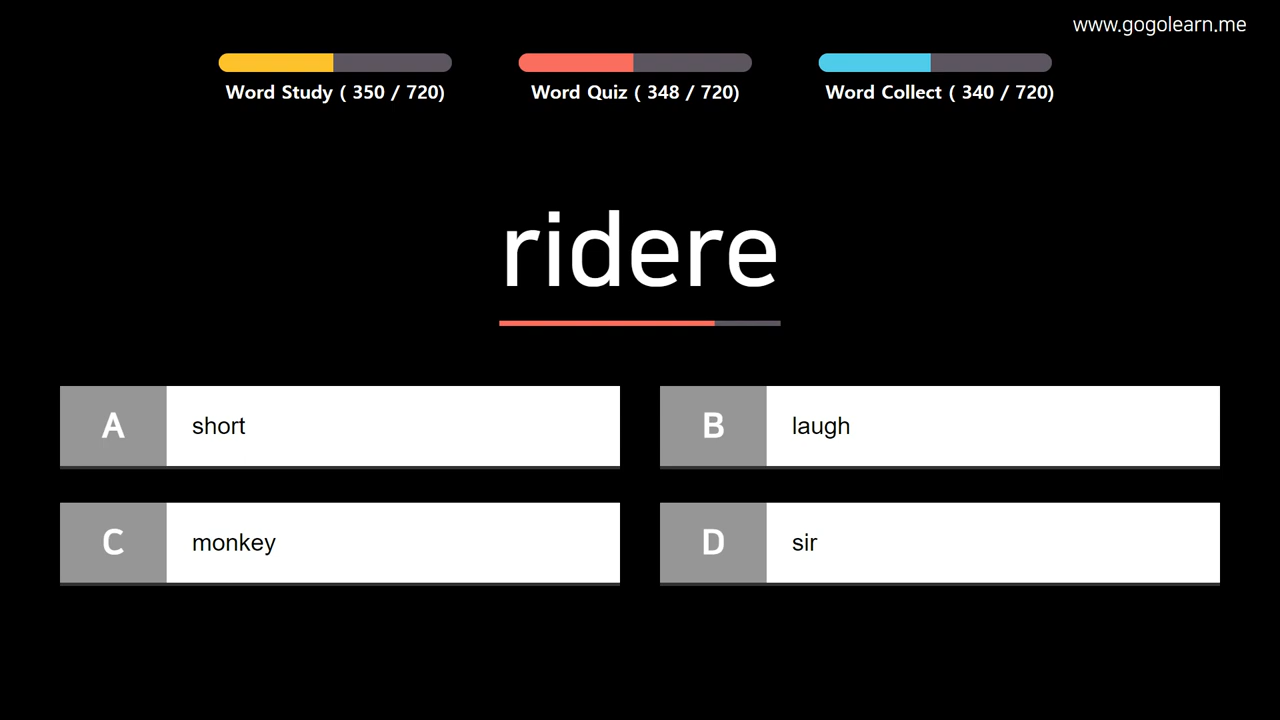 www.gogolearn.me
Word Study ( 350 / 720)
Word Quiz ( 348 / 720)
Word Collect ( 340 / 720)
ridere
A short
B laugh
C monkey
D sir